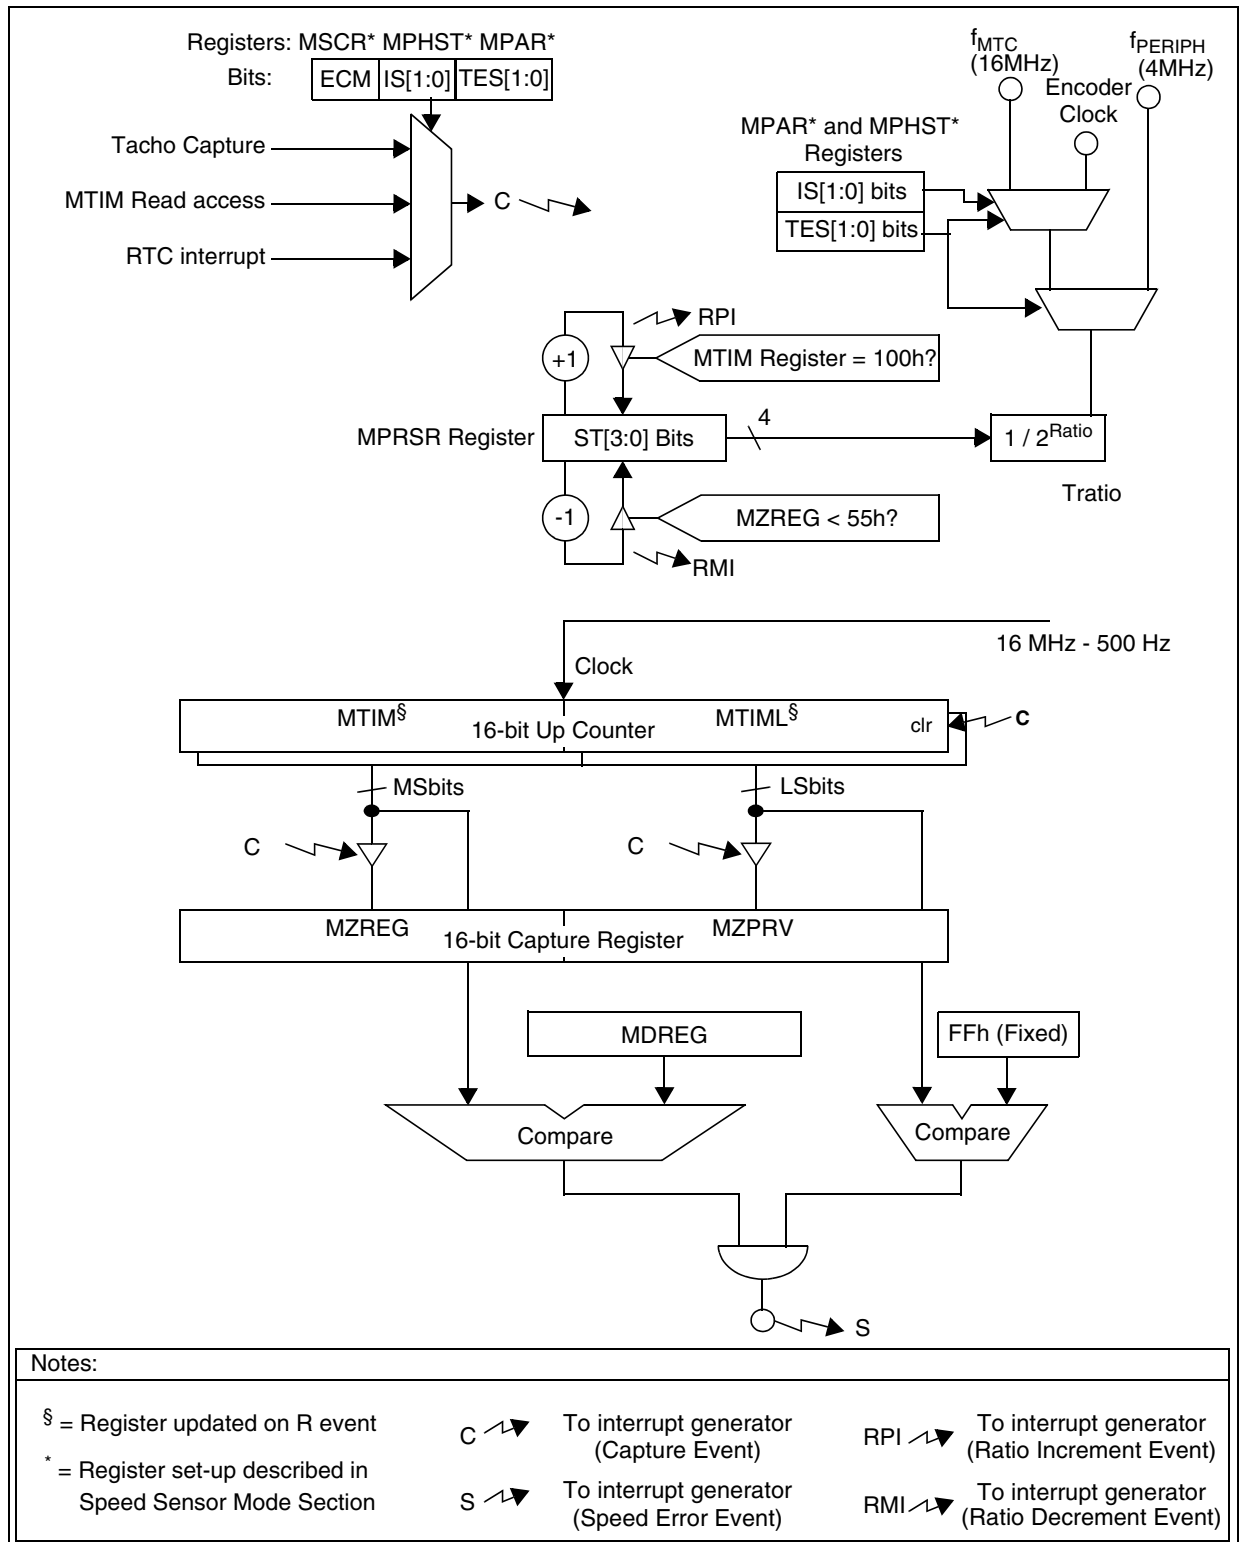 Registers: MSCR* MPHST* MPAR*
Bits:
ECM
IS[1:0]
TES[1:0]
Tacho Capture
MTIM Read access
RTC interrupt
C
fMTC
(16MHz)
fPERIPH
(4MHz)
Encoder
Clock
MPAR* and MPHST*
Registers
IS[1:0] bits
TES[1:0] bits
RPI
+1
MTIM Register = 100h?
MPRSR Register
ST[3:0] Bits
4
1 / 2Ratio
Tratio
-1
MZREG < 55h?
RMI
16 MHz - 500 Hz
Clock
MTIM§
MTIML§
16-bit Up Counter
clr
C
MSbits
LSbits
C
C
MZREG
MZPRV
16-bit Capture Register
MDREG
FFh (Fixed)
Compare
Compare
S
Notes:
§ = Register updated on R event
* = Register set-up described in
Speed Sensor Mode Section
C
To interrupt generator
(Capture Event)
S
To interrupt generator
(Speed Error Event)
RPI
To interrupt generator
(Ratio Increment Event)
RMI
To interrupt generator
(Ratio Decrement Event)